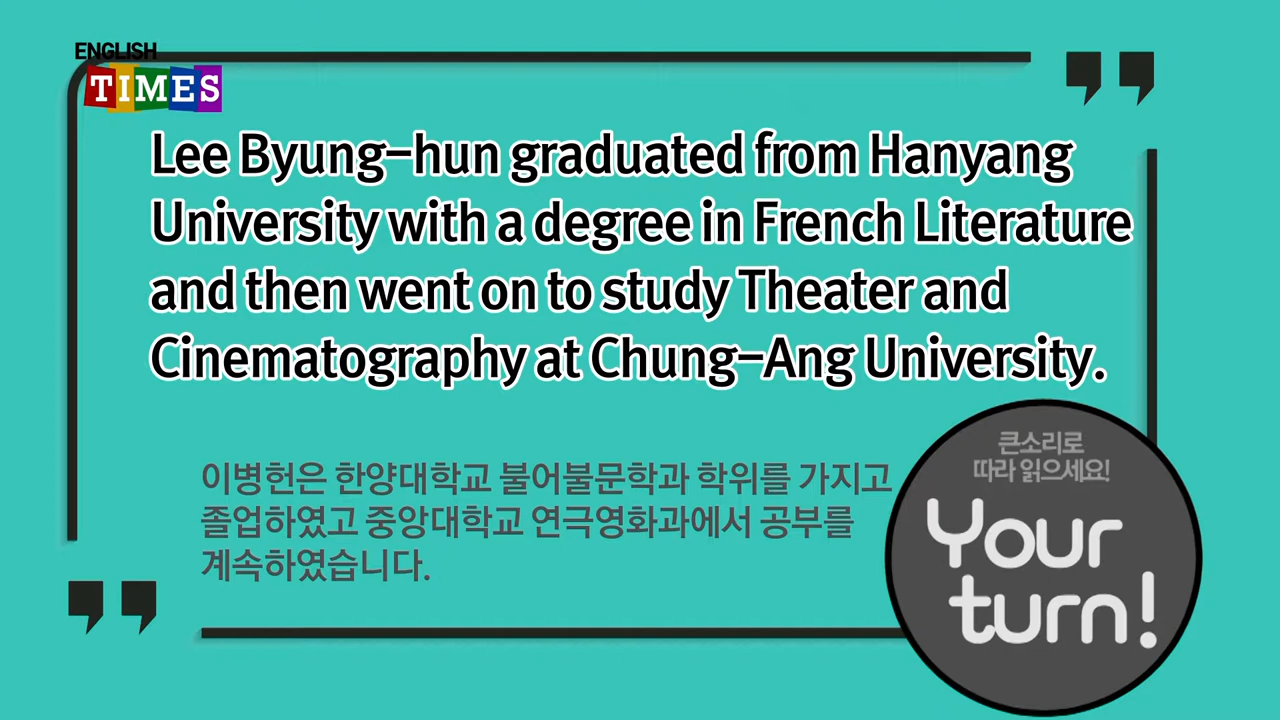 ENGLISH
TIMES
Lee Byung-hun graduated from Hanyang
University with a degree in French Literature
and then went on to study Theater and
Cinematography at Chung-Ang University.
이병헌은 한양대학교 불어불문학과 학위를 가지고
졸업하였고 중앙대학교 연극영화과에서 공부를
계속하였습니다.
큰소리로
따라 읽으세요!
Your
turn!